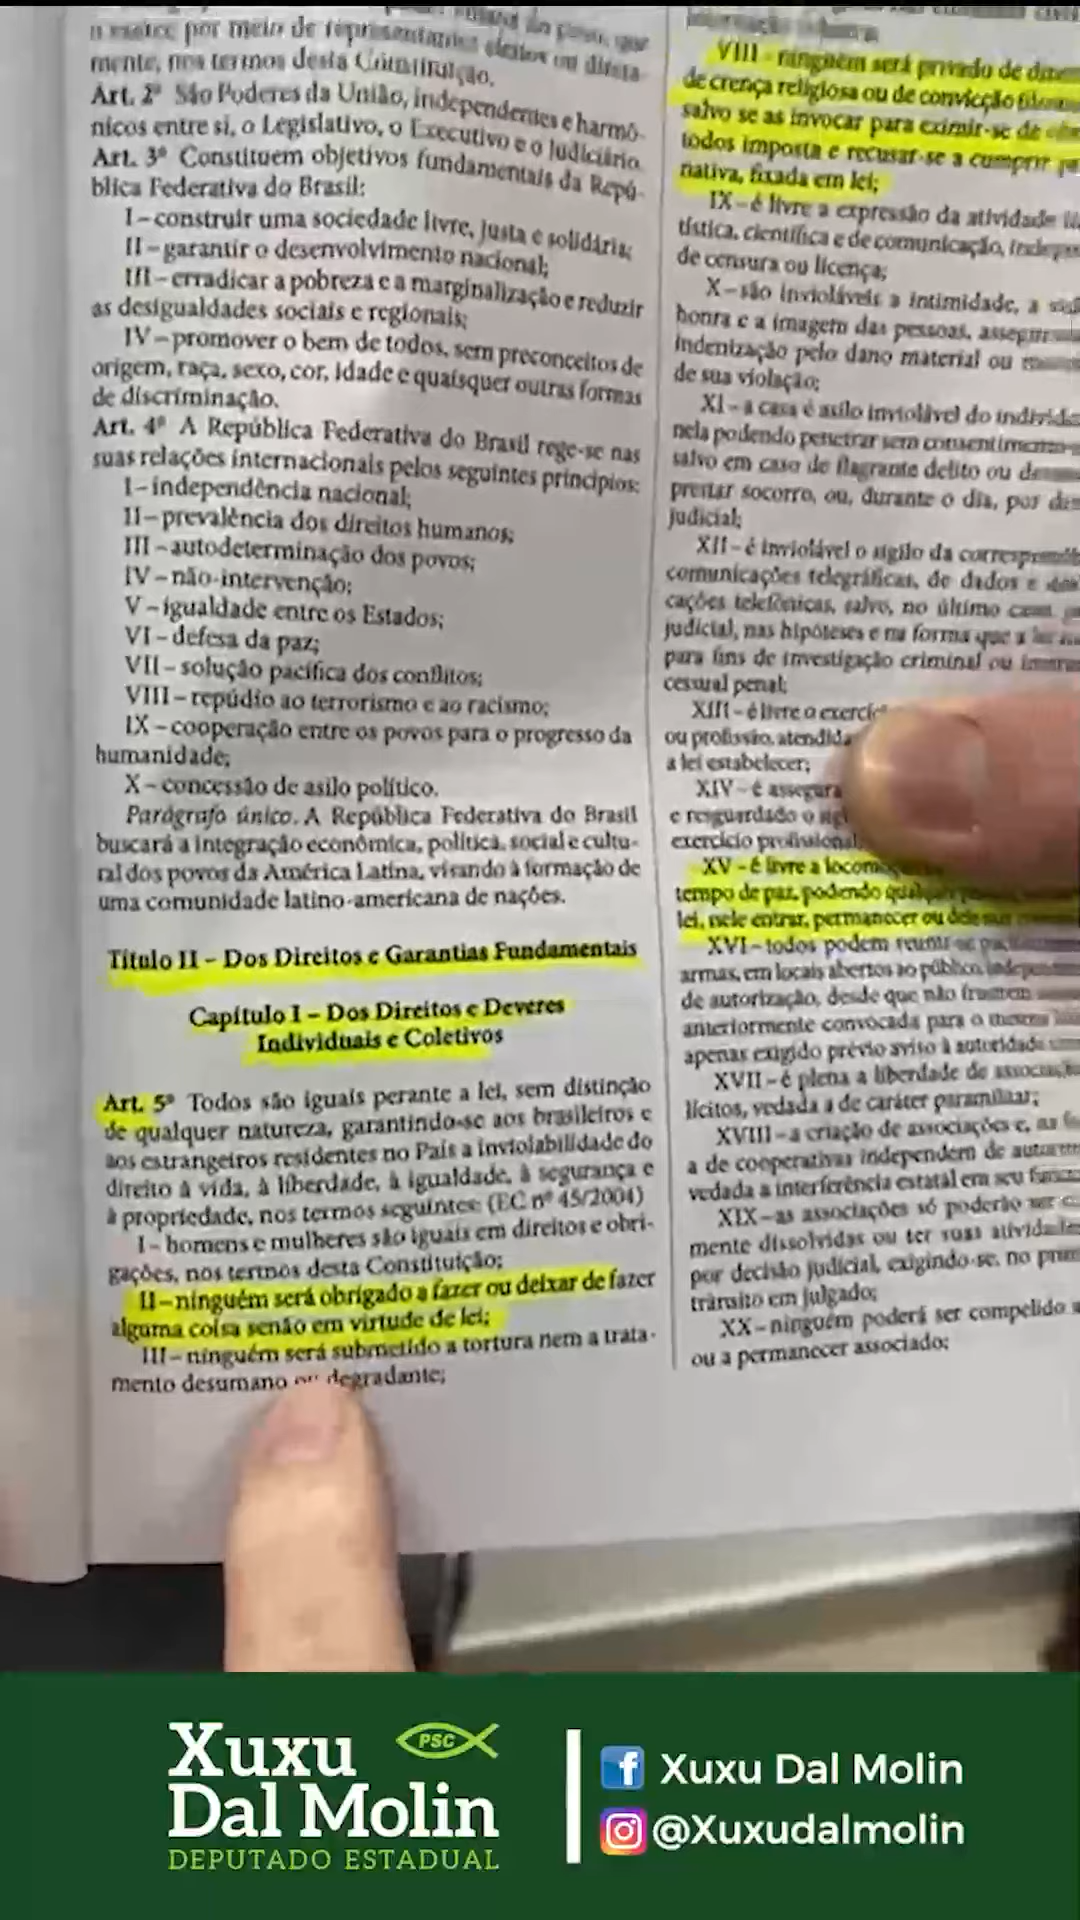 n exerce por meio de representantes eleitos ou direta-
mente, nos termos desta Constituição.
Art. 2º São Poderes da União, independentes e harmô-
nicos entre si, o Legislativo, o Executivo e o Judiciário.
Art. 3º Constituem objetivos fundamentais da Repú-
blica Federativa do Brasil:
I – construir uma sociedade livre, justa e solidária;
II – garantir o desenvolvimento nacional;
III – erradicar a pobreza e a marginalização e reduzir
as desigualdades sociais e regionais;
IV – promover o bem de todos, sem preconceitos de
origem, raça, sexo, cor, idade e quaisquer outras formas
de discriminação.
Art. 4º A República Federativa do Brasil rege-se nas
suas relações internacionais pelos seguintes princípios:
I – independência nacional;
II – prevalência dos direitos humanos;
III – autodeterminação dos povos;
IV – não-intervenção;
V – igualdade entre os Estados;
VI – defesa da paz;
VII – solução pacífica dos conflitos;
VIII – repúdio ao terrorismo e ao racismo;
IX – cooperação entre os povos para o progresso da
humanidade;
X – concessão de asilo político.
Parágrafo único. A República Federativa do Brasil
buscará a integração econômica, política, social e cultu-
ral dos povos da América Latina, visando à formação de
uma comunidade latino-americana de nações.
Título II – Dos Direitos e Garantias Fundamentais
Capítulo I – Dos Direitos e Deveres
Individuais e Coletivos
Art. 5º Todos são iguais perante a lei, sem distinção
de qualquer natureza, garantindo-se aos brasileiros e
aos estrangeiros residentes no País a inviolabilidade do
direito à vida, à liberdade, à igualdade, à segurança e
à propriedade, nos termos seguintes: (EC nº 45/2004)
I – homens e mulheres são iguais em direitos e obri-
gações, nos termos desta Constituição;
II – ninguém será obrigado a fazer ou deixar de fazer
alguma coisa senão em virtude de lei;
III – ninguém será submetido a tortura nem a trata-
mento desumano ou degradante;
VIII – ninguém será privado de
de crença religiosa ou de convicção
salvo se as invocar para eximir-se de
todos imposta e recusar-se a cumprir
nativa, fixada em lei;
IX – é livre a expressão da atividade
tística, científica e de comunicação,
de censura ou licença;
X – são invioláveis a intimidade, a
honra e a imagem das pessoas,
indenização pelo dano material ou
de sua violação;
XI – a casa é asilo inviolável do
nela podendo penetrar sem consentimento
salvo em caso de flagrante delito ou
prestar socorro, ou, durante o dia, por
judicial;
XII – é inviolável o sigilo da
comunicações telegráficas, de dados e
cações telefônicas, salvo, no último
judicial, nas hipóteses e na forma que a
para fins de investigação criminal ou
cessual penal;
XIII – é livre o
ou profissão, atendida
a lei estabelecer;
XIV – é
e resguardado o
exercício profissional
XV – é livre a
tempo de paz, podendo
lei, nele entrar, permanecer ou dele
XVI – todos podem reunir-se
armas, em locais abertos ao público,
de autorização, desde que não
anteriormente convocada para o
apenas exigido prévio aviso à autoridade
XVII – é plena a liberdade de
lícitos, vedada a de caráter paramilitar;
XVIII – a criação de associações e, na
a de cooperativas independem de
vedada a interferência estatal em seu
XIX – as associações só poderão ser
mente dissolvidas ou ter suas
por decisão judicial, exigindo-se, no
trânsito em julgado;
XX – ninguém poderá ser compelido a
ou a permanecer associado;
Xuxu
PSC
Dal Molin
DEPUTADO ESTADUAL
Xuxu Dal Molin
@Xuxudalmolin